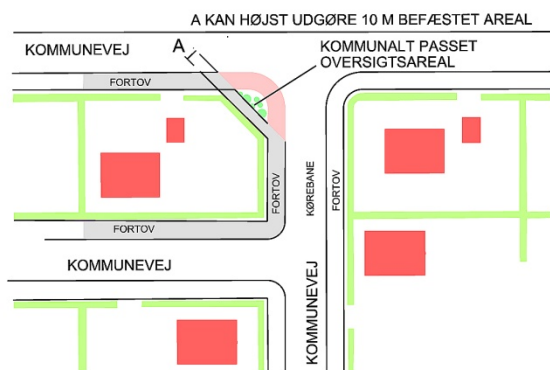 A KAN HØJST UDGØRE 10 M BEFÆSTET AREAL
KOMMUNEVEJ
A
KOMMUNALT PASSET
OVERSIGTSAREAL
FORTOV
FORTOV
KØREBANE
FORTOV
FORTOV
KOMMUNEVEJ
KOMMUNEVEJ